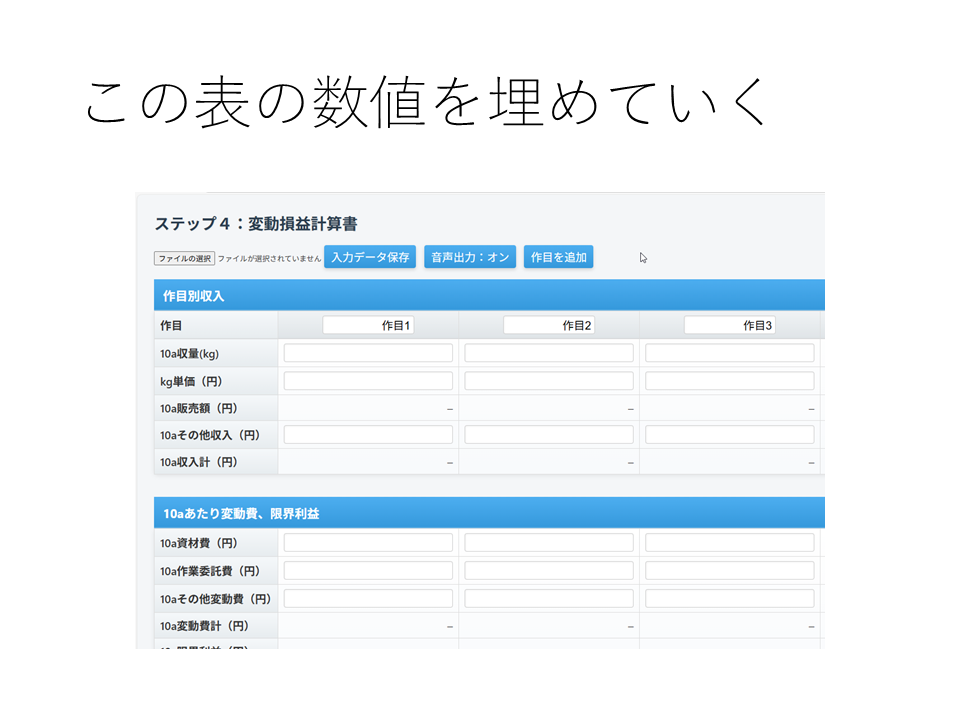 この表の数値を埋めていく
ステップ４：変動損益計算書
ファイルの選択 ファイルが選択されていません 入力データ保存 音声出力：オン 作目を追加
作目別収入
作目 作目1 作目2 作目3
10a収量(kg)
kg単価（円）
10a販売額（円） – – –
10aその他収入（円）
10a収入計（円） – – –
10aあたり変動費、限界利益
10a資材費（円）
10a作業委託費（円）
10aその他変動費（円）
10a変動費計（円） – – –